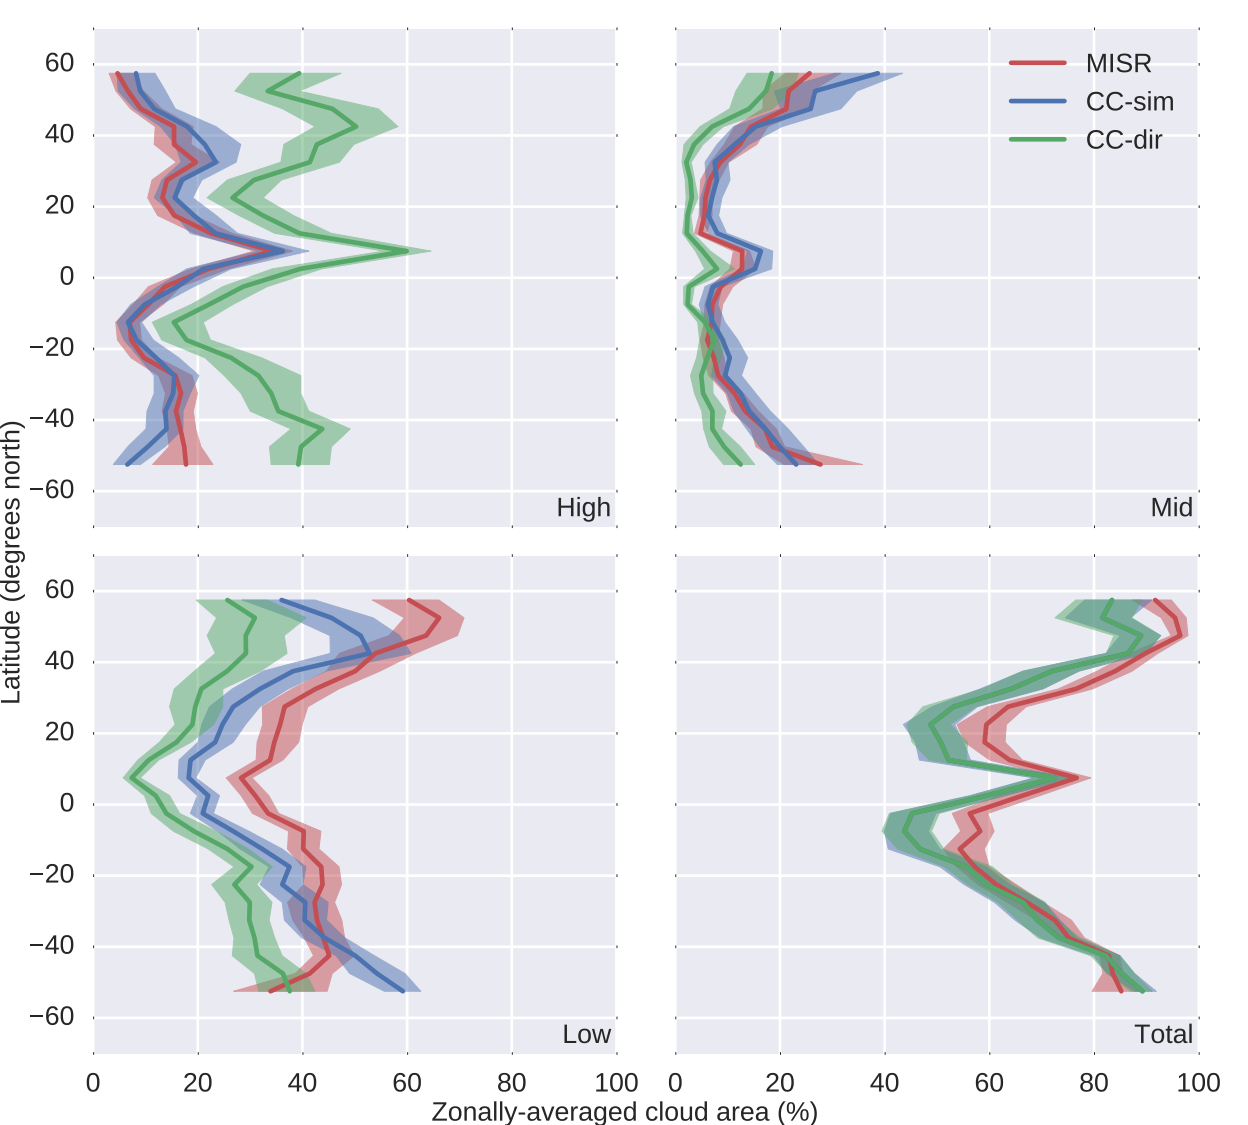 60
40
20
0
−20
−40
−60
High
MISR
CC-sim
CC-dir
Mid
Latitude (degrees north)
60
40
20
0
−20
−40
−60
Low
Total
0 20 40 60 80 100
0 20 40 60 80 100
Zonally-averaged cloud area (%)